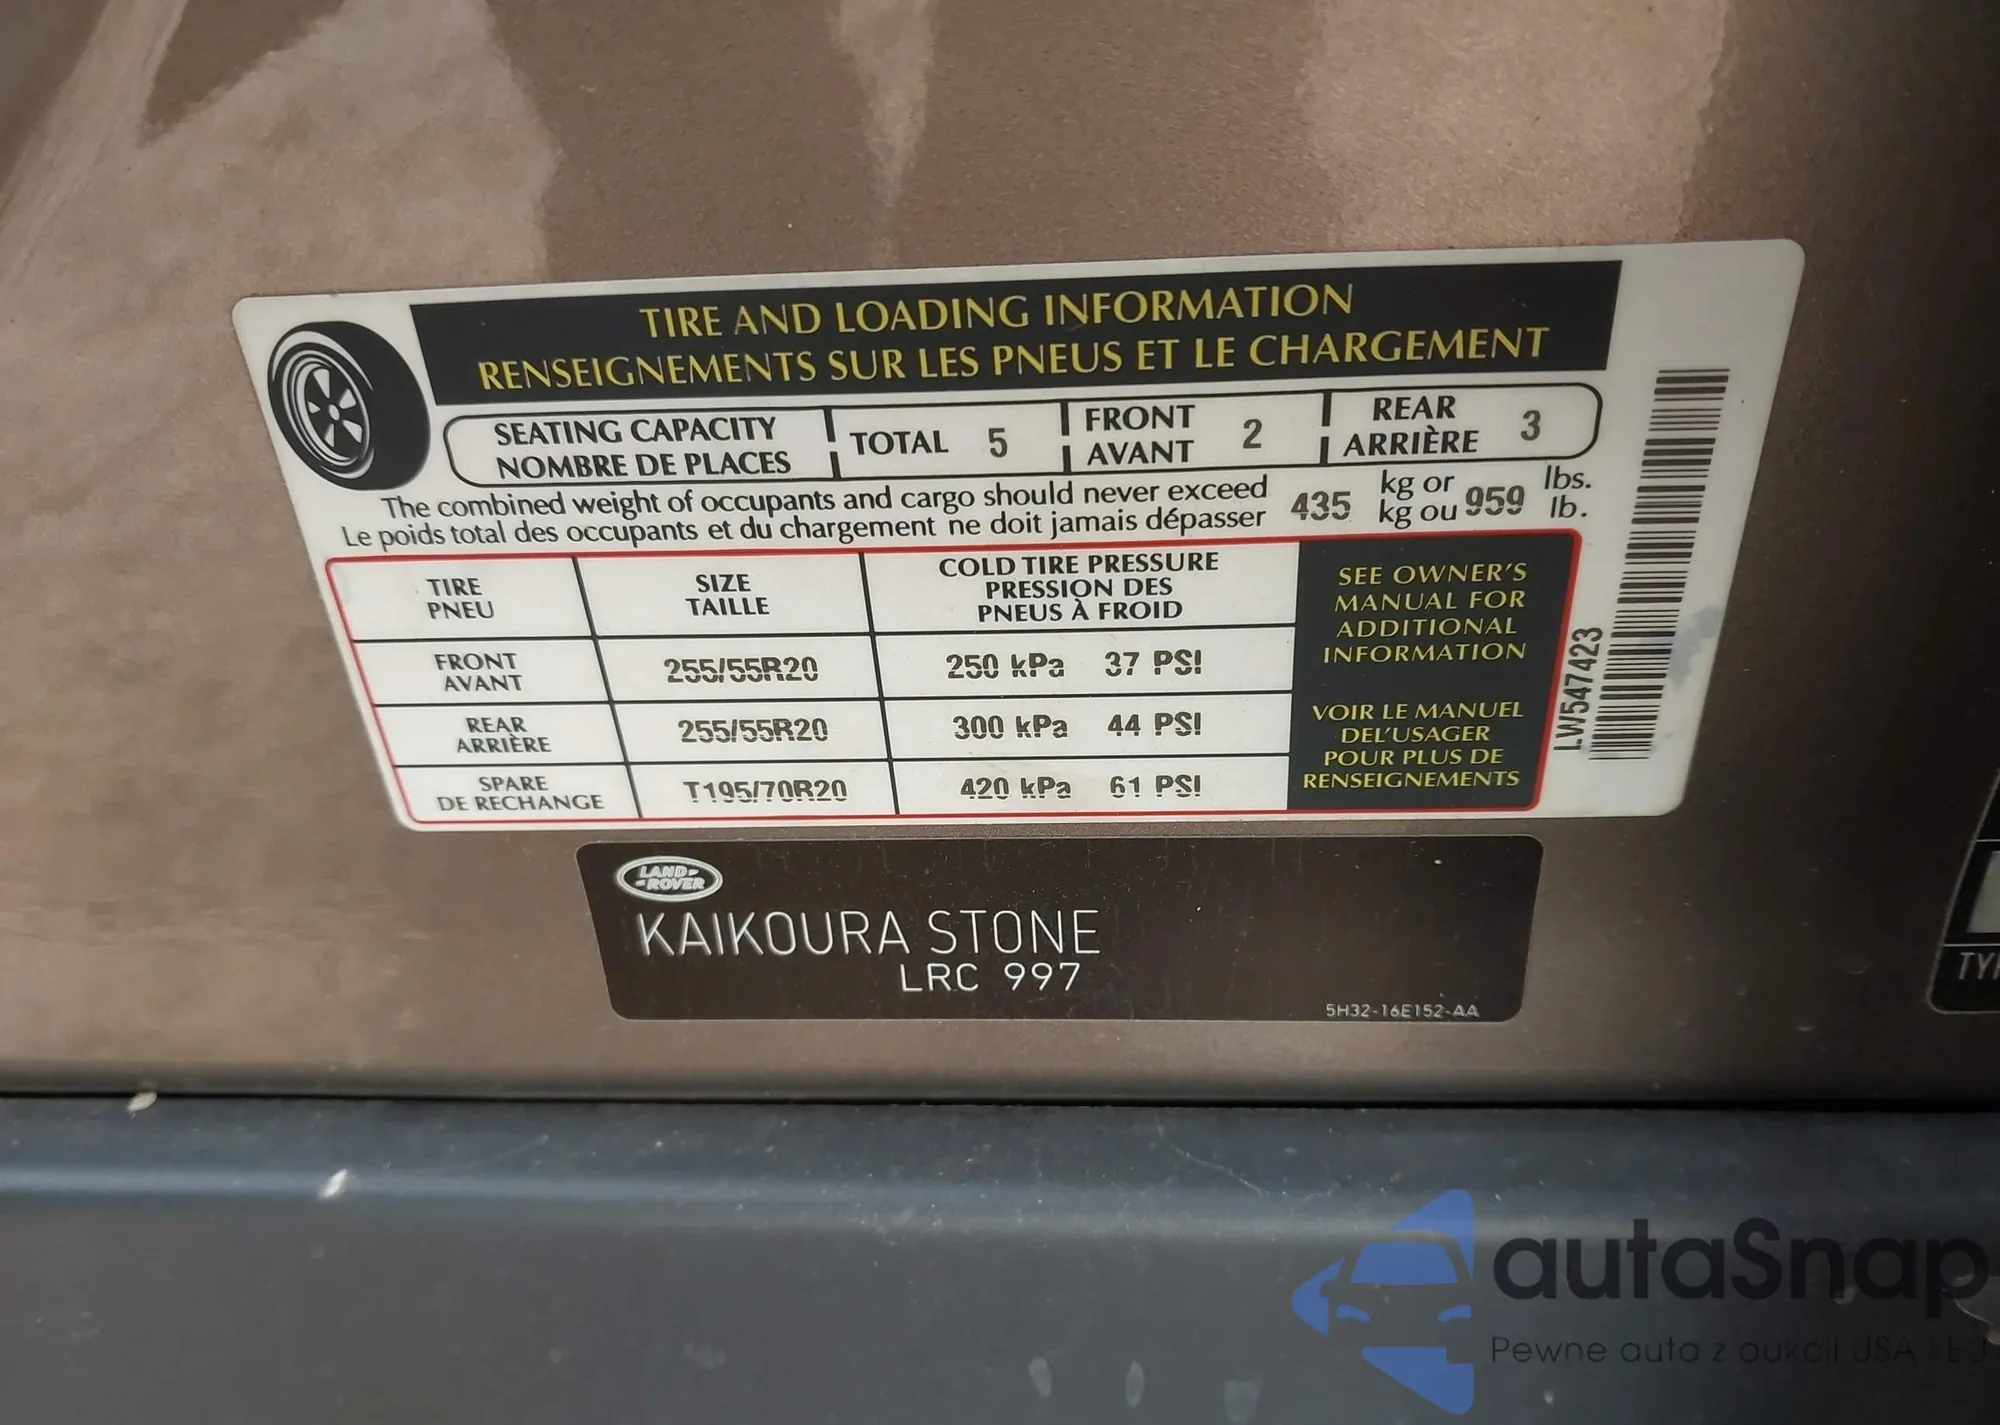 TIRE AND LOADING INFORMATION
RENSEIGNEMENTS SUR LES PNEUS ET LE CHARGEMENT
SEATING CAPACITY
NOMBRE DE PLACES
TOTAL 5
FRONT
AVANT
2
REAR
ARRIÈRE
3
The combined weight of occupants and cargo should never exceed
Le poids total des occupants et du chargement ne doit jamais dépasser
435
kg or
kg ou
959
lbs.
lb.
TIRE
PNEU
SIZE
TAILLE
COLD TIRE PRESSURE
PRESSION DES
PNEUS À FROID
FRONT
AVANT
255/55R20
250 kPa 37 PSI
REAR
ARRIÈRE
255/55R20
300 kPa 44 PSI
SPARE
DE RECHANGE
T195/70R20
420 kPa 61 PSI
SEE OWNER'S
MANUAL FOR
ADDITIONAL
INFORMATION
VOIR LE MANUEL
DEL'USAGER
POUR PLUS DE
RENSEIGNEMENTS
LW547423
LAND
ROVER
KAIKOURA STONE
LRC 997
5H32-16E152-AA
autaSnap
Pewne auta z aukcji USA i EU